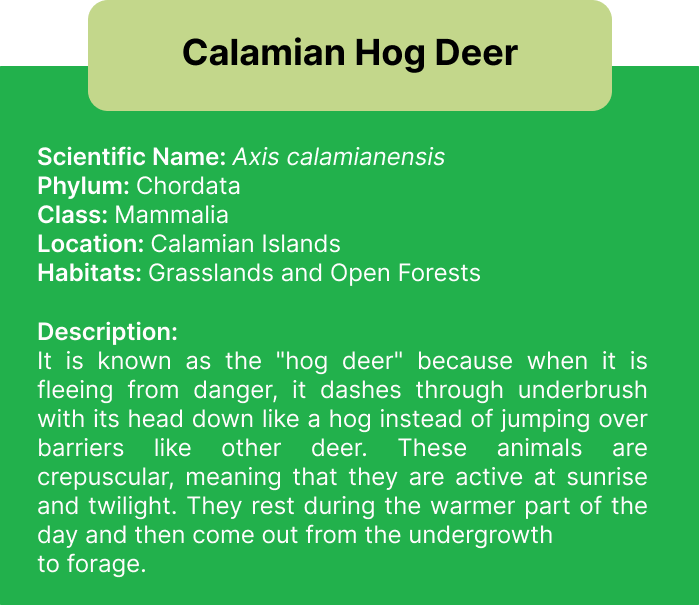 Calamian Hog Deer
Scientific Name: Axis calamianensis
Phylum: Chordata
Class: Mammalia
Location: Calamian Islands
Habitats: Grasslands and Open Forests
Description:
It is known as the "hog deer" because when it is
fleeing from danger, it dashes through underbrush
with its head down like a hog instead of jumping over
barriers like other deer. These animals are
crepuscular, meaning that they are active at sunrise
and twilight. They rest during the warmer part of the
day and then come out from the undergrowth
to forage.